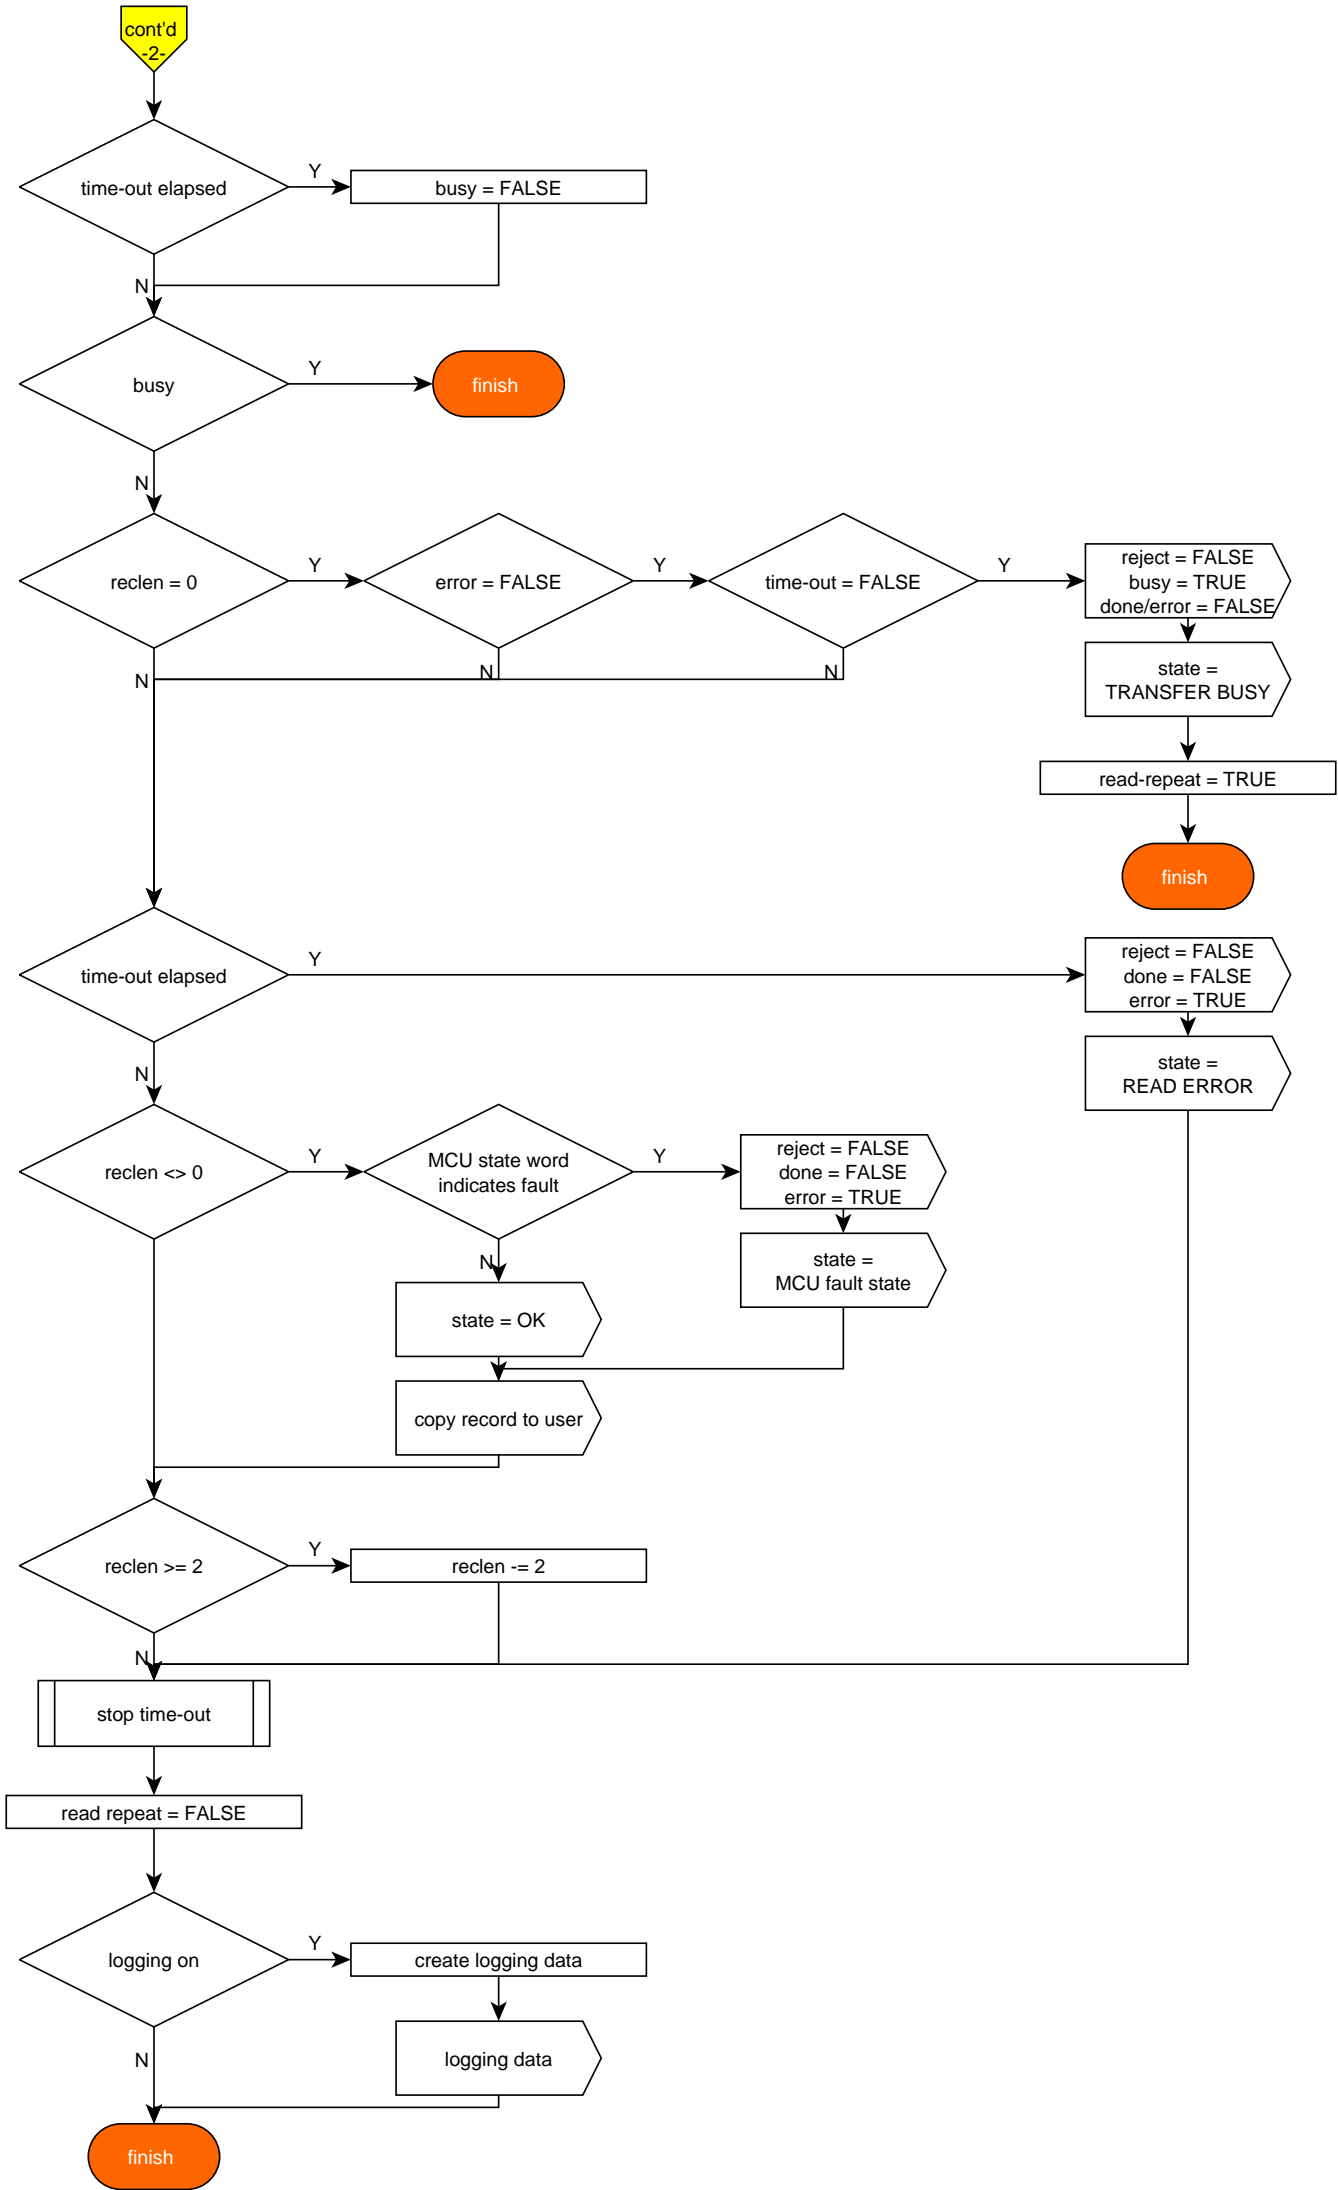 cont'd
-2-
time-out elapsed
Y
busy = FALSE
N
busy
Y
finish
N
reclen = 0
Y
error = FALSE
Y
time-out = FALSE
Y
reject = FALSE
busy = TRUE
done/error = FALSE
N
N
N
state =
TRANSFER BUSY
read-repeat = TRUE
finish
time-out elapsed
Y
reject = FALSE
done = FALSE
error = TRUE
N
state =
READ ERROR
reclen <> 0
Y
MCU state word
indicates fault
Y
reject = FALSE
done = FALSE
error = TRUE
N
state =
MCU fault state
state = OK
copy record to user
reclen >= 2
Y
reclen -= 2
N
stop time-out
read repeat = FALSE
logging on
Y
create logging data
N
logging data
finish